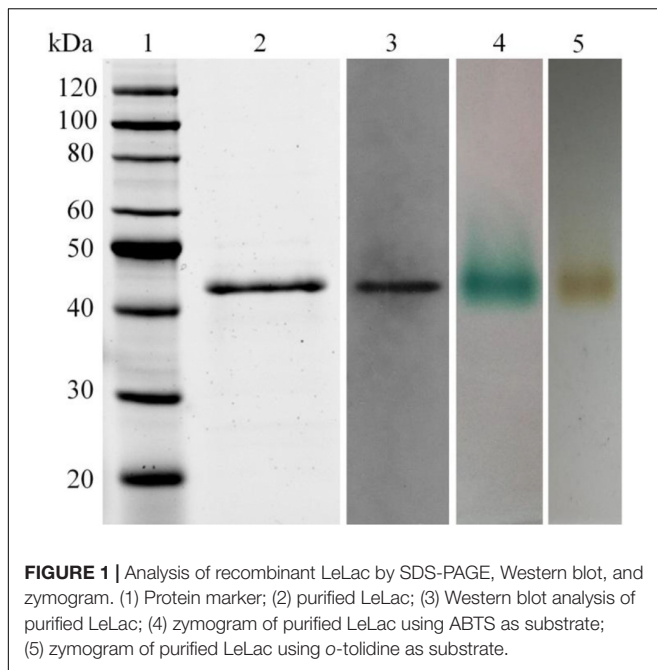 kDa 1 2 3 4 5
120
100
80
60
50
40
30
20
FIGURE 1 | Analysis of recombinant LeLac by SDS-PAGE, Western blot, and
zymogram. (1) Protein marker; (2) purified LeLac; (3) Western blot analysis of
purified LeLac; (4) zymogram of purified LeLac using ABTS as substrate;
(5) zymogram of purified LeLac using o-tolidine as substrate.